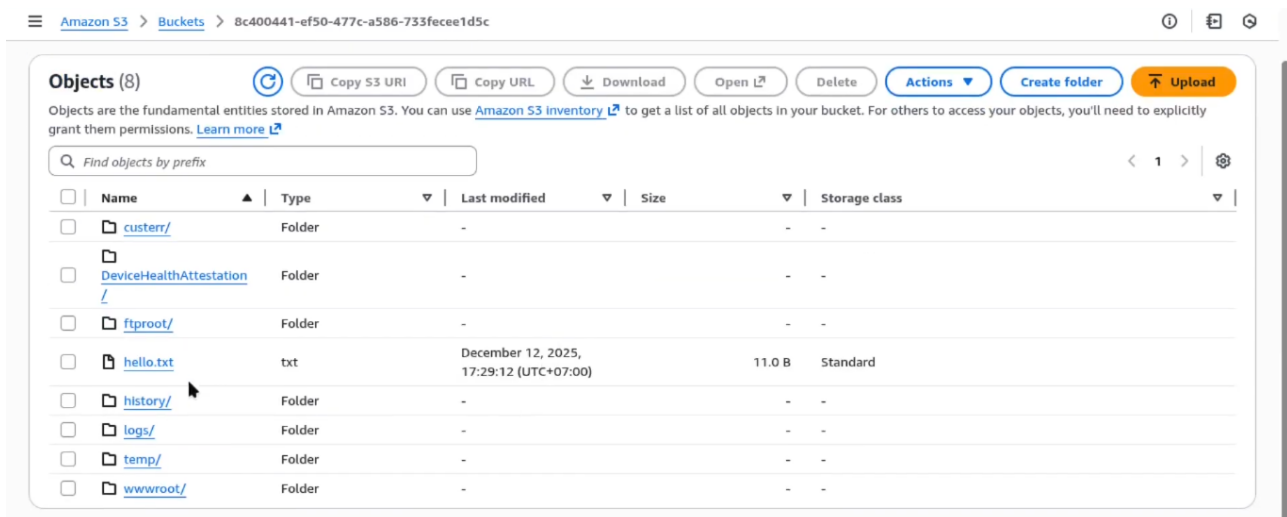 Amazon S3 > Buckets > 8c400441-ef50-477c-a586-733fecee1d5c
Objects (8)
Copy S3 URI
Copy URL
Download
Open
Delete
Actions
Create folder
Upload
Objects are the fundamental entities stored in Amazon S3. You can use Amazon S3 inventory to get a list of all objects in your bucket. For others to access your objects, you'll need to explicitly
grant them permissions. Learn more
Find objects by prefix
1
Name Type Last modified Size Storage class
custerr/ Folder - - -
DeviceHealthAttestation
/ Folder - - -
ftproot/ Folder - - -
hello.txt txt December 12, 2025,
17:29:12 (UTC+07:00) 11.0 B Standard
history/ Folder - - -
logs/ Folder - - -
temp/ Folder - - -
wwwroot/ Folder - - -